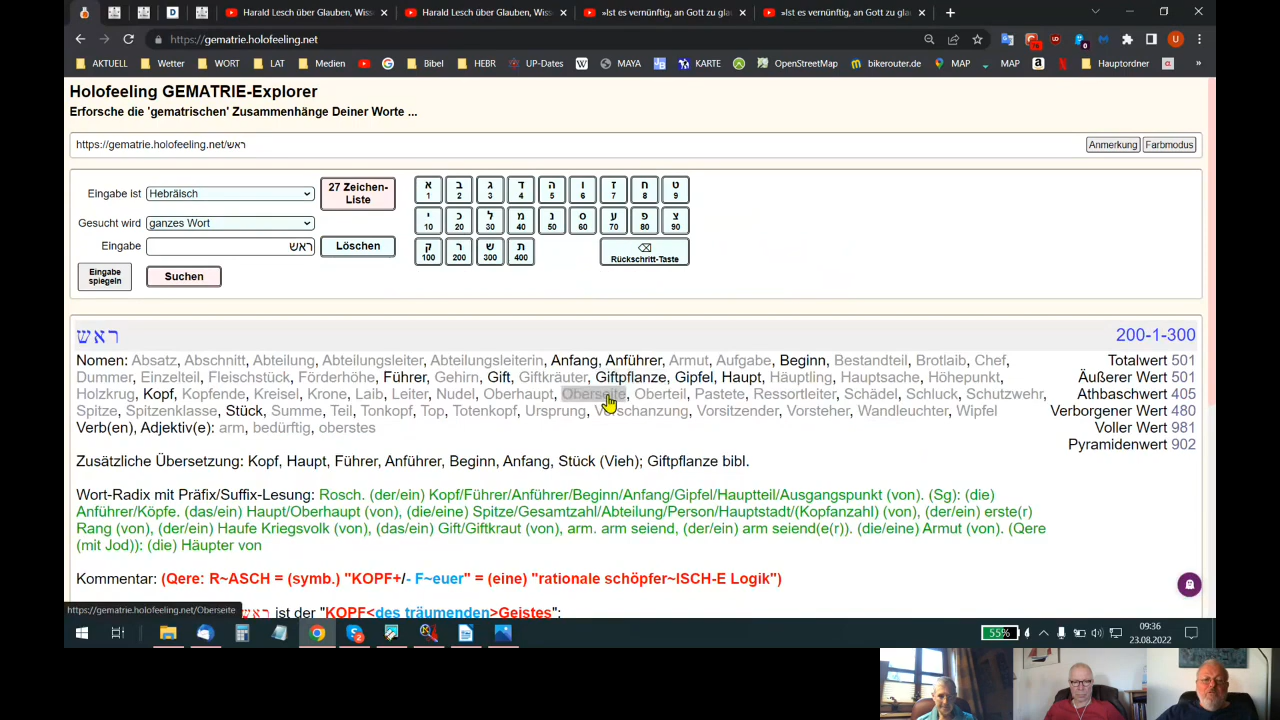 Harald Lesch über Glauben, Wiss
Harald Lesch über Glauben, Wiss
»Ist es vernünftig, an Gott zu gla
»Ist es vernünftig, an Gott zu gla
https://gematrie.holofeeling.net
AKTUELL Wetter WORT LAT Medien Bibel HEBR UP-Dates MAYA KARTE OpenStreetMap bikerouter.de MAP MAP Hauptordner »
Holofeeling GEMATRIE-Explorer
Erforsche die 'gematrischen' Zusammenhänge Deiner Worte ...
https://gematrie.holofeeling.net/ראש Anmerkung Farbmodus
Eingabe ist Hebräisch 27 Zeichen-Liste
Gesucht wird ganzes Wort
Eingabe ראש Löschen
Eingabe spiegeln Suchen
א ב ג ד ה ו ז ח ט
1 2 3 4 5 6 7 8 9
י כ ל מ נ ס ע פ צ
10 20 30 40 50 60 70 80 90
ק ר ש ת ⌫
100 200 300 400 Rückschritt-Taste
ראש 200-1-300
Nomen: Absatz, Abschnitt, Abteilung, Abteilungsleiter, Abteilungsleiterin, Anfang, Anführer, Armut, Aufgabe, Beginn, Bestandteil, Brotlaib, Chef, Totalwert 501
Dummer, Einzelteil, Fleischstück, Förderhöhe, Führer, Gehirn, Gift, Giftkräuter, Giftpflanze, Gipfel, Haupt, Häuptling, Hauptsache, Höhepunkt, Äußerer Wert 501
Holzkrug, Kopf, Kopfende, Kreisel, Krone, Laib, Leiter, Nudel, Oberhaupt, Oberseite, Oberteil, Pastete, Ressortleiter, Schädel, Schluck, Schutzwehr, Athbaschwert 405
Spitze, Spitzenklasse, Stück, Summe, Teil, Tonkopf, Top, Totenkopf, Ursprung, Verschanzung, Vorsitzender, Vorsteher, Wandleuchter, Wipfel Verborgener Wert 480
Verb(en), Adjektiv(e): arm, bedürftig, oberstes Voller Wert 981
Pyramidenwert 902
Zusätzliche Übersetzung: Kopf, Haupt, Führer, Anführer, Beginn, Anfang, Stück (Vieh); Giftpflanze bibl.
Wort-Radix mit Präfix/Suffix-Lesung: Rosch. (der/ein) Kopf/Führer/Anführer/Beginn/Anfang/Gipfel/Hauptteil/Ausgangspunkt (von). (Sg): (die)
Anführer/Köpfe. (das/ein) Haupt/Oberhaupt (von), (die/eine) Spitze/Gesamtzahl/Abteilung/Person/Hauptstadt/(Kopfanzahl) (von), (der/ein) erste(r)
Rang (von), (der/ein) Haufe Kriegsvolk (von), (das/ein) Gift/Giftkraut (von), arm. arm seiend, (der/ein) arm seiend(e(r)). (die/eine) Armut (von). (Qere
(mit Jod)): (die) Häupter von
Kommentar: (Qere: R~ASCH = (symb.) "KOPF+/- F~euer" = (eine) "rationale schöpfer~ISCH-E Logik")
https://gematrie.holofeeling.net/Oberseite ראש ist der "KOPF<des träumenden>Geistes":
55% 09:36
23.08.2022